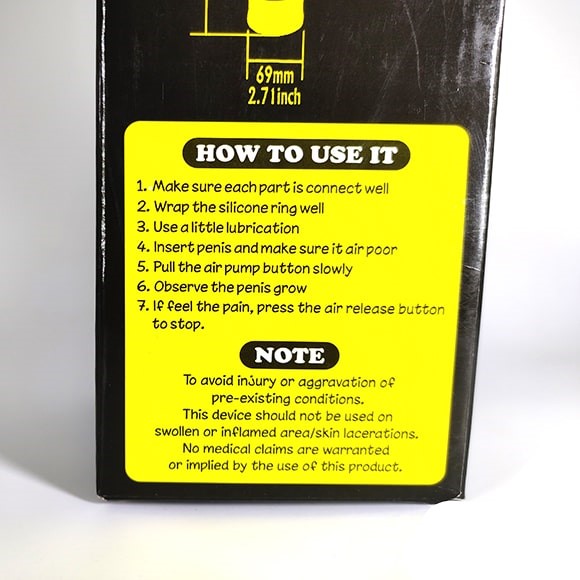 69mm
2.71inch
HOW TO USE IT
1. Make sure each part is connect well
2. Wrap the silicone ring well
3. Use a little lubrication
4. Insert penis and make sure it air poor
5. Pull the air pump button slowly
6. Observe the penis grow
7. If feel the pain, press the air release button
to stop.
NOTE
To avoid injury or aggravation of
pre-existing conditions.
This device should not be used on
swollen or inflamed area/skin lacerations.
No medical claims are warranted
or implied by the use of this product.